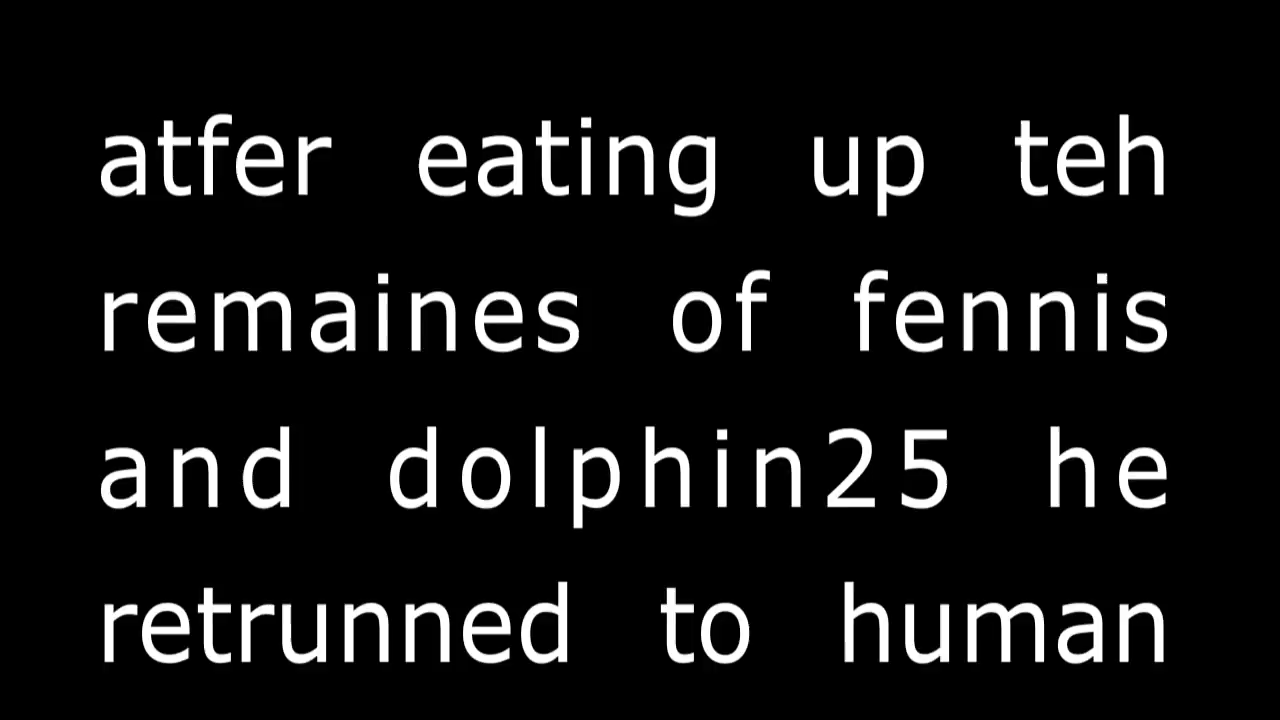 atfer eating up teh
remaines of fennis
and dolphin25 he
retrunned to human